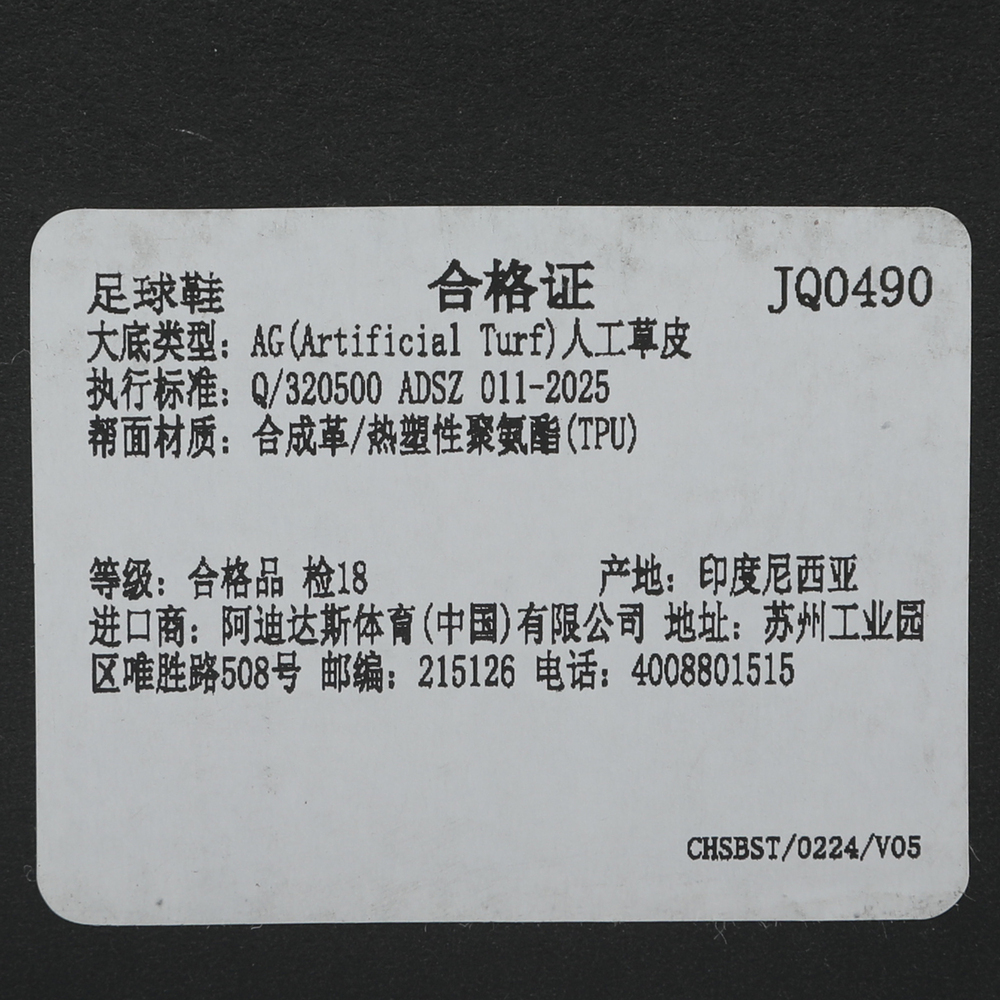 足球鞋 合格证 JQ0490
大底类型：AG(Artificial Turf)人工草皮
执行标准：Q/320500 ADSZ 011-2025
帮面材质：合成革/热塑性聚氨酯(TPU)
等级：合格品 检18 产地：印度尼西亚
进口商：阿迪达斯体育(中国)有限公司 地址：苏州工业园
区唯胜路508号 邮编：215126 电话：4008801515
CHSBST/0224/V05